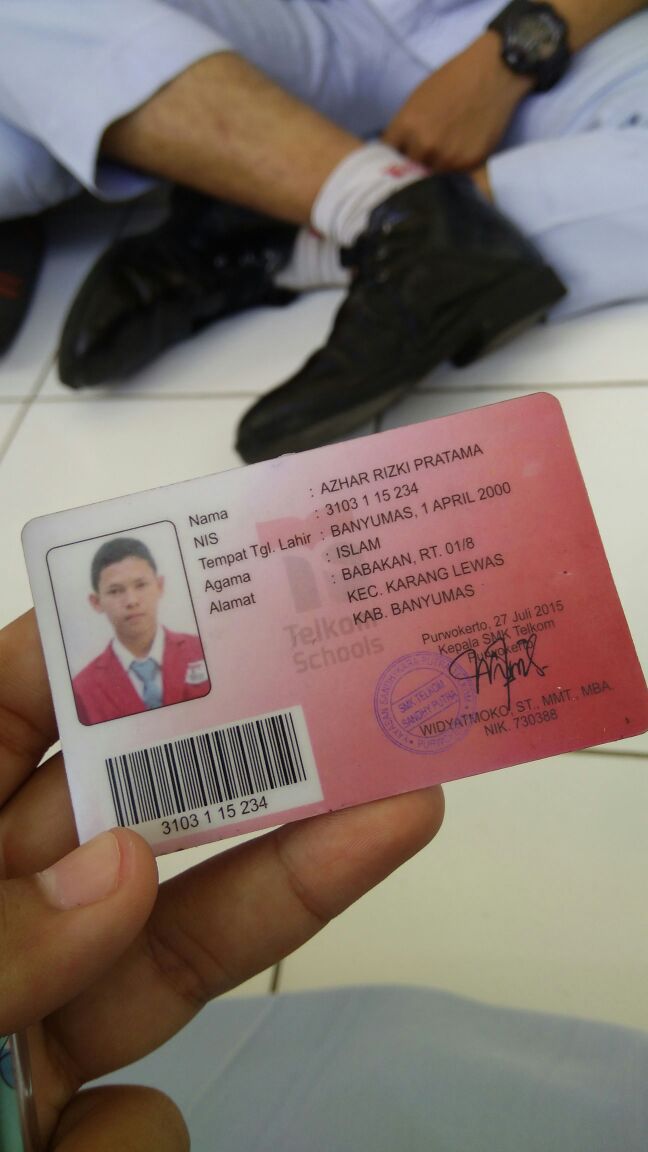 Nama : AZHAR RIZKI PRATAMA
NIS : 3103 1 15 234
Tempat Tgl. Lahir : BANYUMAS, 1 APRIL 2000
Agama : ISLAM
Alamat : BABAKAN, RT. 01/8
KEC. KARANG LEWAS
KAB. BANYUMAS
Telkom
Schools
Purwokerto, 27 Juli 2015
Kepala SMK Telkom
Purwokerto
SMK TELKOM
SANDHY PUTRA
WIDYATMOKO, ST., MMT., MBA.
NIK. 730388
3103 1 15 234